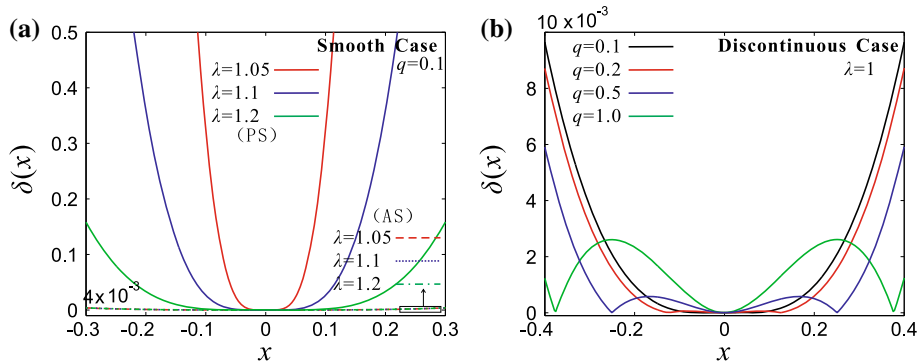 (a)
0.5
0.4
0.3
0.2
0.1
0
δ(x)
Smooth Case
q=0.1
λ=1.05
λ=1.1
λ=1.2
(PS)
(AS)
λ=1.05
λ=1.1
λ=1.2
4×10⁻³
-0.3 -0.2 -0.1 0 0.1 0.2 0.3
x
(b)
10 ×10⁻³
8
6
4
2
0
δ(x)
q=0.1
q=0.2
q=0.5
q=1.0
Discontinuous Case
λ=1
-0.4 -0.2 0 0.2 0.4
x